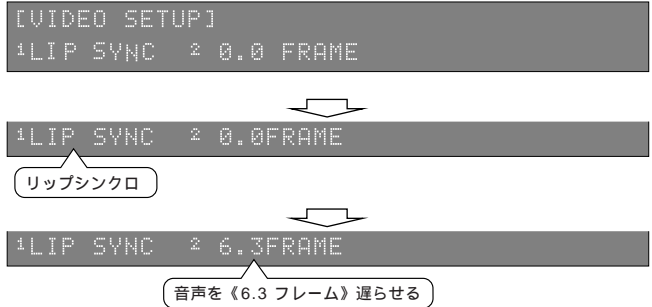 [VIDEO SETUP]
¹LIP SYNC ² 0.0 FRAME
¹LIP SYNC ² 0.0FRAME
リップシンクロ
¹LIP SYNC ² 6.3FRAME
音声を《6.3 フレーム》遅らせる